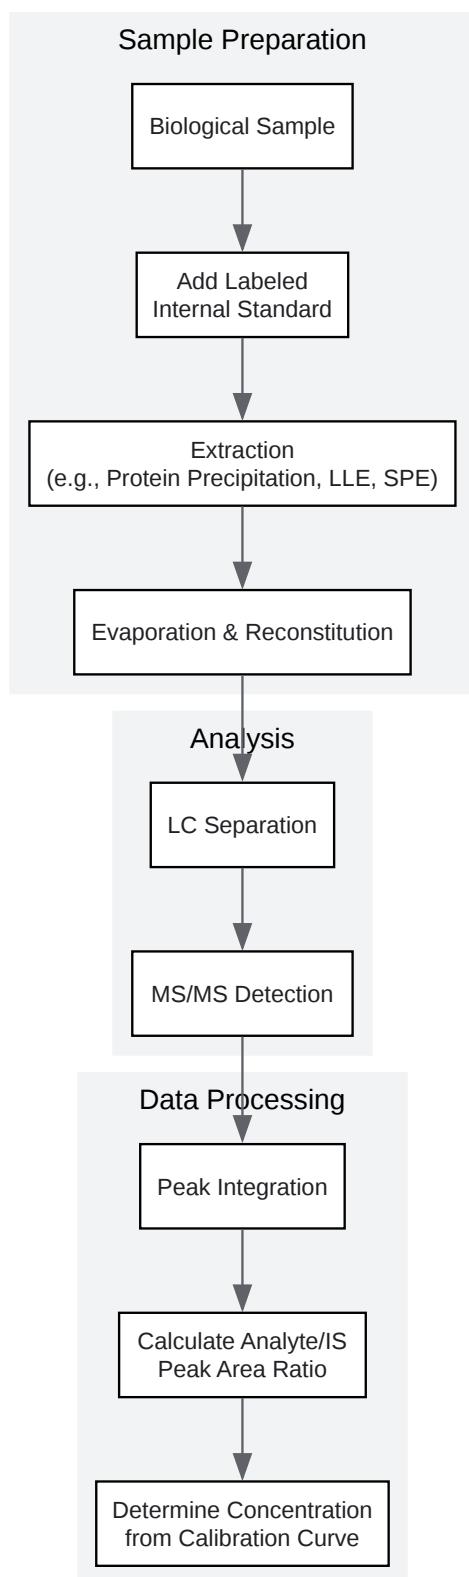 Sample Preparation
Biological Sample
Add Labeled
Internal Standard
Extraction
(e.g., Protein Precipitation, LLE, SPE)
Evaporation & Reconstitution
Analysis
LC Separation
MS/MS Detection
Data Processing
Peak Integration
Calculate Analyte/IS
Peak Area Ratio
Determine Concentration
from Calibration Curve